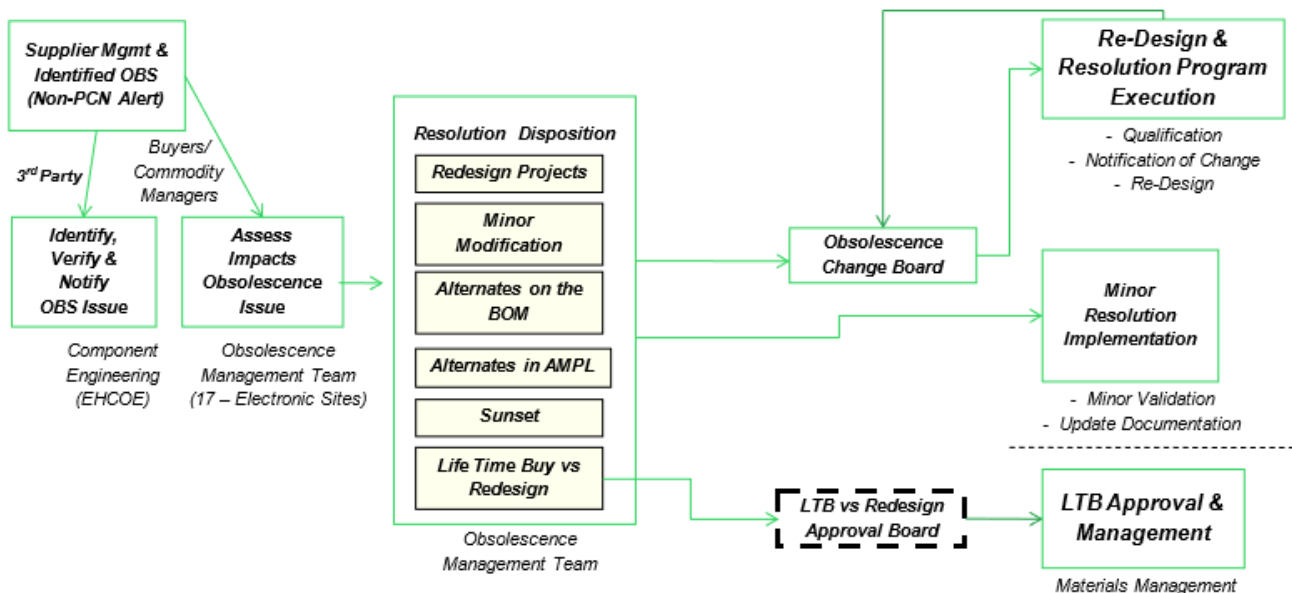 Supplier Mgmt &
Identified OBS
(Non-PCN Alert)
3rd Party
Buyers/
Commodity
Managers
Identify,
Verify &
Notify
OBS Issue
Component
Engineering
(EHCOE)
Assess
Impacts
Obsolescence
Issue
Obsolescence
Management Team
(17 – Electronic Sites)
Resolution Disposition
Redesign Projects
Minor
Modification
Alternates on the
BOM
Alternates in AMPL
Sunset
Life Time Buy vs
Redesign
Obsolescence
Management Team
Obsolescence
Change Board
LTB vs Redesign
Approval Board
Re-Design &
Resolution Program
Execution
- Qualification
- Notification of Change
- Re-Design
Minor
Resolution
Implementation
- Minor Validation
- Update Documentation
LTB Approval &
Management
Materials Management